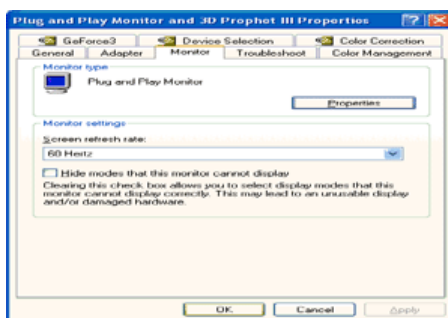 Plug and Play Monitor and 3D Prophet III Properties
GeForce3 Device Selection Color Correction
General Adapter Monitor Troubleshoot Color Management
Monitor type
Plug and Play Monitor
Properties
Monitor settings
Screen refresh rate:
60 Hertz
Hide modes that this monitor cannot display
Clearing this check box allows you to select display modes that this
monitor cannot display correctly. This may lead to an unusable display
and/or damaged hardware.
OK Cancel Apply